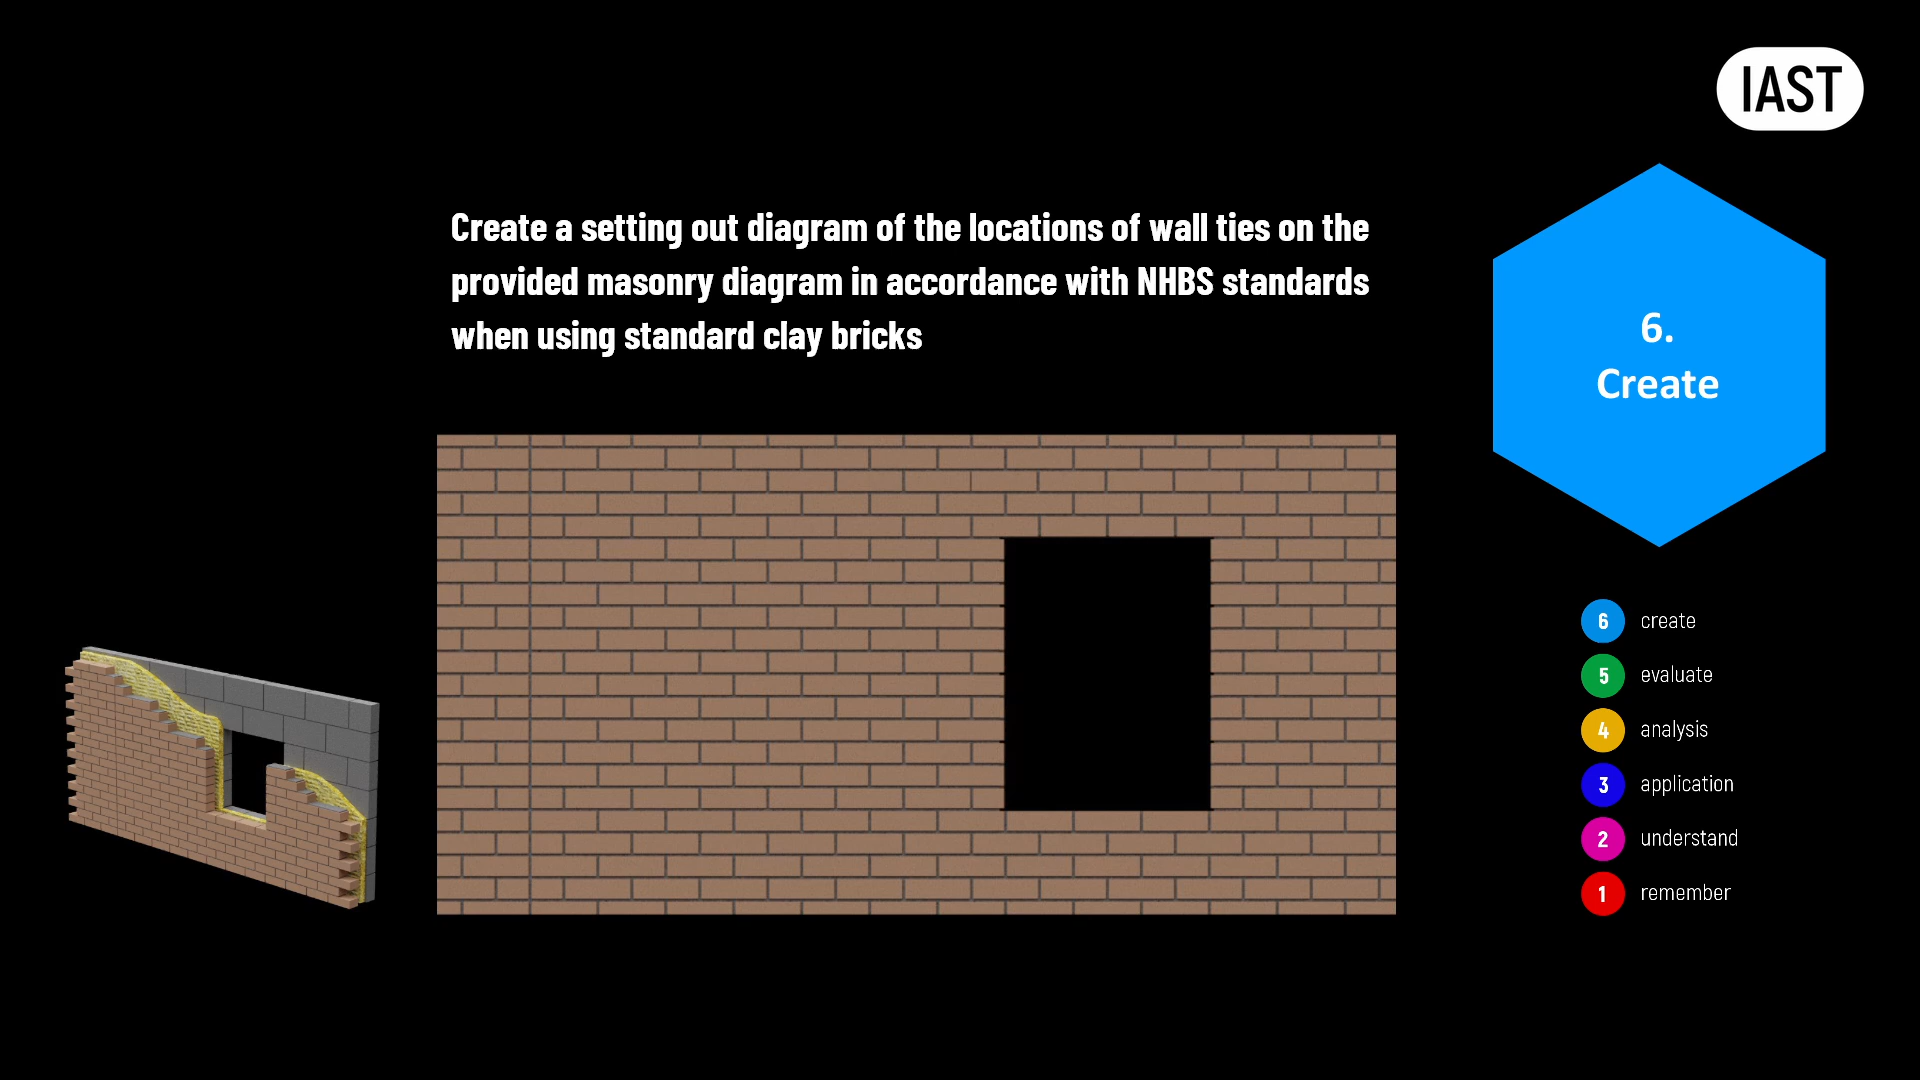 IAST
Create a setting out diagram of the locations of wall ties on the
provided masonry diagram in accordance with NHBS standards
when using standard clay bricks
6.
Create
6 create
5 evaluate
4 analysis
3 application
2 understand
1 remember